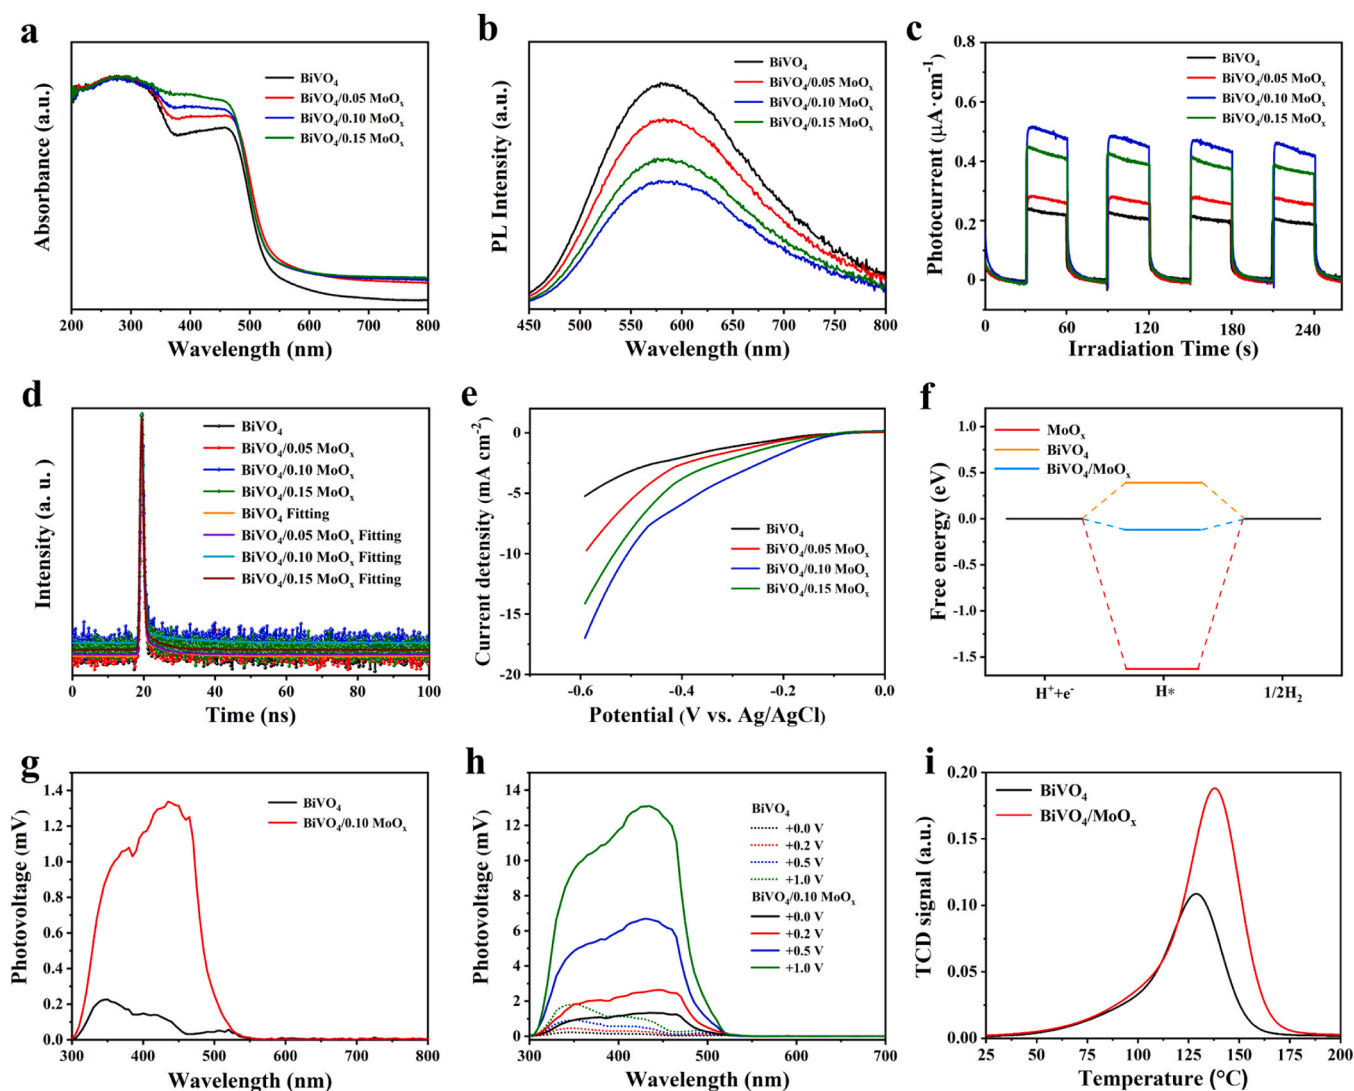 a
Absorbance (a.u.)
BiVO₄
BiVO₄/0.05 MoOₓ
BiVO₄/0.10 MoOₓ
BiVO₄/0.15 MoOₓ
200 300 400 500 600 700 800
Wavelength (nm)
b
PL Intensity (a.u.)
BiVO₄
BiVO₄/0.05 MoOₓ
BiVO₄/0.10 MoOₓ
BiVO₄/0.15 MoOₓ
450 500 550 600 650 700 750 800
Wavelength (nm)
c
Photocurrent (μA·cm⁻¹)
0.8
0.6
0.4
0.2
0
BiVO₄
BiVO₄/0.05 MoOₓ
BiVO₄/0.10 MoOₓ
BiVO₄/0.15 MoOₓ
0 60 120 180 240
Irradiation Time (s)
d
Intensity (a. u. )
BiVO₄
BiVO₄/0.05 MoOₓ
BiVO₄/0.10 MoOₓ
BiVO₄/0.15 MoOₓ
BiVO₄ Fitting
BiVO₄/0.05 MoOₓ Fitting
BiVO₄/0.10 MoOₓ Fitting
BiVO₄/0.15 MoOₓ Fitting
0 20 40 60 80 100
Time (ns)
e
Current detensity (mA cm⁻²)
0
-5
-10
-15
-20
BiVO₄
BiVO₄/0.05 MoOₓ
BiVO₄/0.10 MoOₓ
BiVO₄/0.15 MoOₓ
-0.6 -0.4 -0.2 0.0
Potential (V vs. Ag/AgCl)
f
Free energy (eV)
1.0
0.5
0.0
-0.5
-1.0
-1.5
MoOₓ
BiVO₄
BiVO₄/MoOₓ
H⁺+e⁻ H* 1/2H₂
g
Photovoltage (mV)
1.4
1.2
1.0
0.8
0.6
0.4
0.2
0.0
BiVO₄
BiVO₄/0.10 MoOₓ
300 400 500 600 700 800
Wavelength (nm)
h
Photovoltage (mV)
14
12
10
8
6
4
2
0
BiVO₄
+0.0 V
+0.2 V
+0.5 V
+1.0 V
BiVO₄/0.10 MoOₓ
+0.0 V
+0.2 V
+0.5 V
+1.0 V
300 400 500 600 700
Wavelength (nm)
i
TCD signal (a.u.)
0.20
0.15
0.10
0.05
0.00
BiVO₄
BiVO₄/MoOₓ
25 50 75 100 125 150 175 200
Temperature (°C)